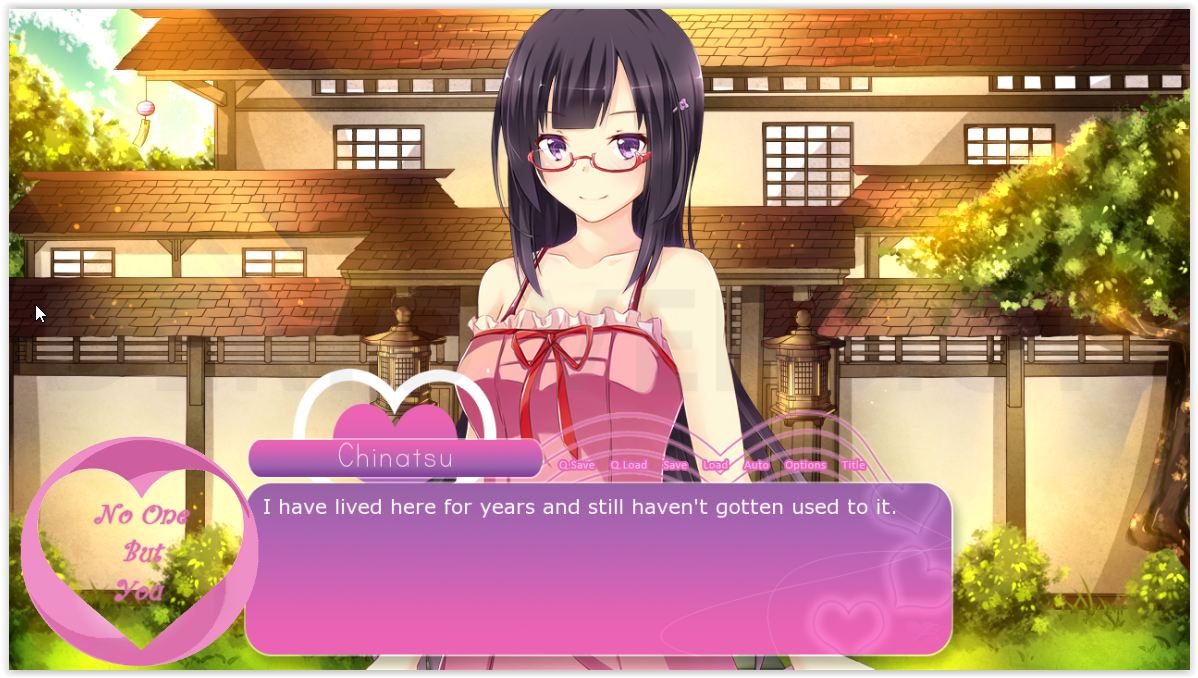 Chinatsu
Q.Save Q.Load Save Load Auto Options Title
I have lived here for years and still haven't gotten used to it.
No One
But
You